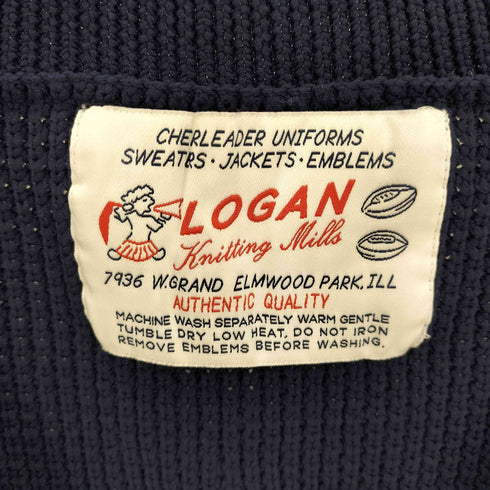 CHERLEADER UNIFORMS
SWEATRS · JACKETS · EMBLEMS
LOGAN
Knitting Mills
7936 W. GRAND ELMWOOD PARK, ILL
AUTHENTIC QUALITY
MACHINE WASH SEPARATELY WARM GENTLE
TUMBLE DRY LOW HEAT, DO NOT IRON
REMOVE EMBLEMS BEFORE WASHING.